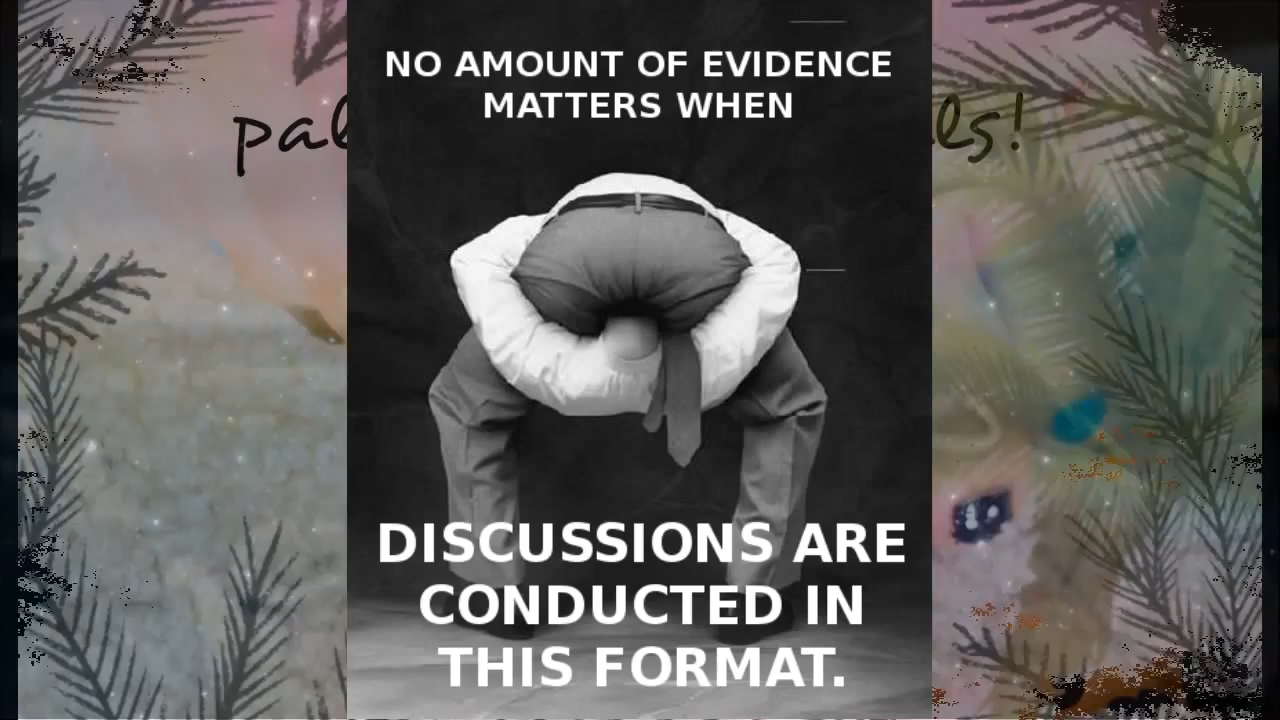 NO AMOUNT OF EVIDENCE
MATTERS WHEN
DISCUSSIONS ARE
CONDUCTED IN
THIS FORMAT.